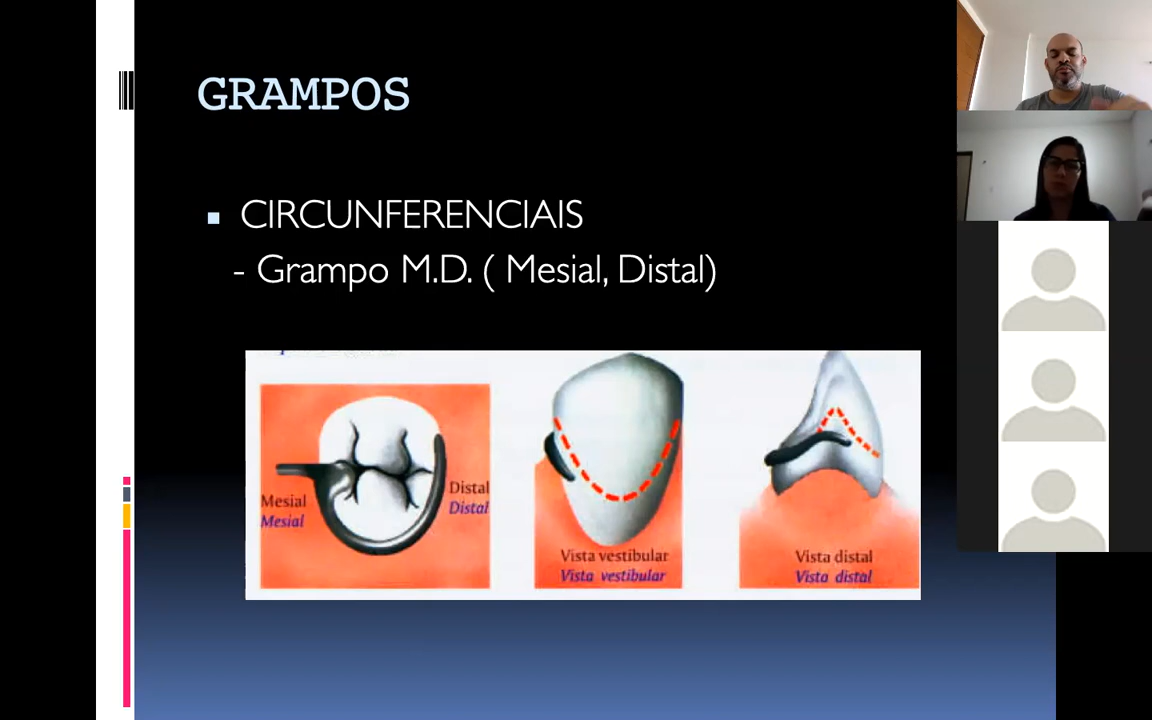 GRAMPOS
CIRCUNFERENCIAIS
- Grampo M.D. ( Mesial, Distal)
Mesial
Mesial
Distal
Distal
Vista vestibular
Vista vestibular
Vista distal
Vista distal